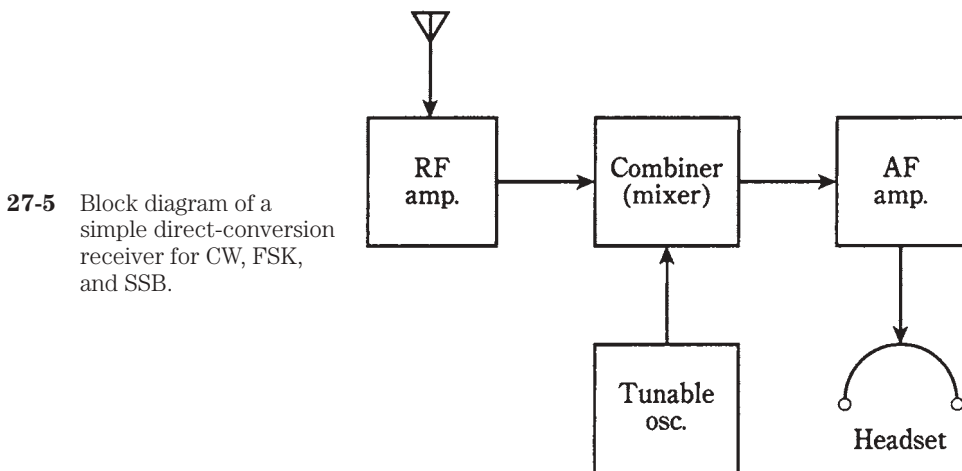 RF
amp.
Combiner
(mixer)
AF
amp.
27-5 Block diagram of a
simple direct-conversion
receiver for CW, FSK,
and SSB.
Tunable
osc.
Headset